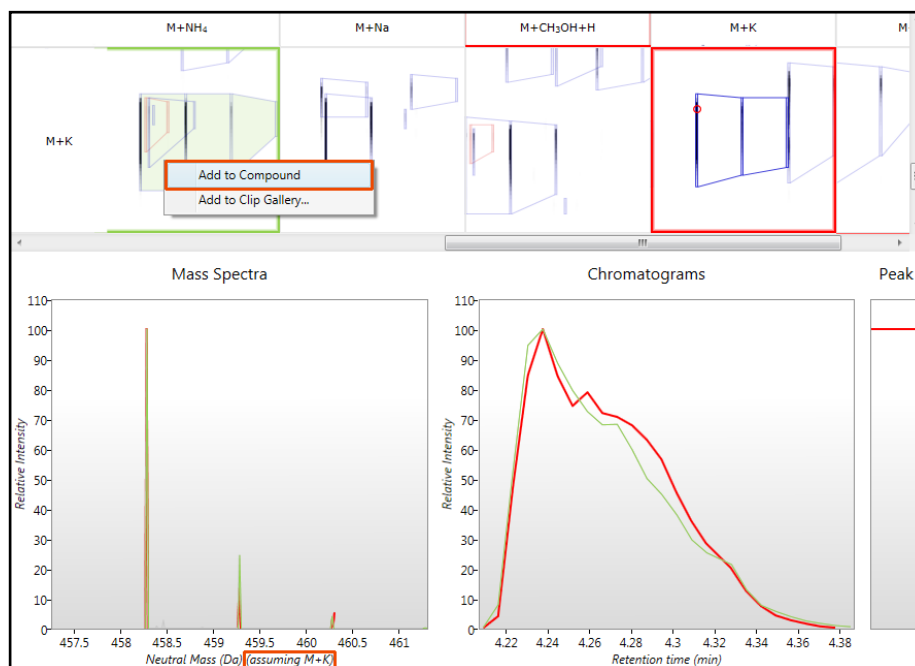 M+NH₄ M+Na M+CH₃OH+H M+K M
M+K
Add to Compound
Add to Clip Gallery...
Mass Spectra Chromatograms Peak
110 110
100 100
90 90
80 80
70 70
60 60
50 50
40 40
30 30
20 20
10 10
0 0
Relative Intensity Relative Intensity
457.5 458 458.5 459 459.5 460 460.5 461 4.22 4.24 4.26 4.28 4.30 4.32 4.34 4.36 4.38
Neutral Mass (Da) (assuming M+K) Retention time (min)